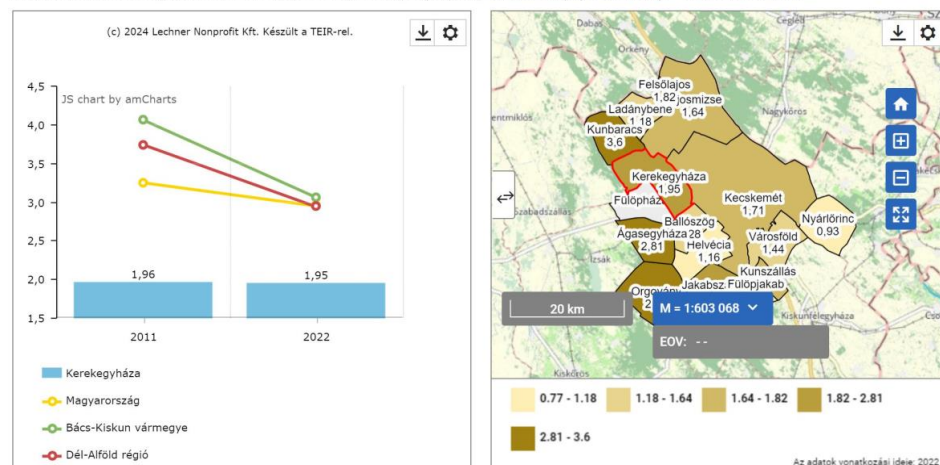 (c) 2024 Lechner Nonprofit Kft. Készült a TEIR-rel.
JS chart by amCharts
4,5
4,0
3,5
3,0
2,5
2,0
1,5
1,96
1,95
2011
2022
Kerekegyháza
Magyarország
Bács-Kiskun vármegye
Dél-Alföld régió
Dabas
Cegléd
Örkény
Felsőlajos
1,82
Ladánybene
1,18
1,64
Kunbaracs
3,6
Nagykőrös
Kerekegyháza
1,95
Kecskemét
1,71
Szabadszállás
Ballószög
Nyárlőrinc
0,93
Ágasegyháza
2,81
Helvécia
1,16
Városföld
1,44
Izsák
Kunszállás
Fülöpjakab
20 km
M = 1:603 068
Kiskunfélegyháza
EOV: - -
Kiskőrös
0.77 - 1.18
1.18 - 1.64
1.64 - 1.82
1.82 - 2.81
2.81 - 3.6
Az adatok vonatkozási ideje: 2022